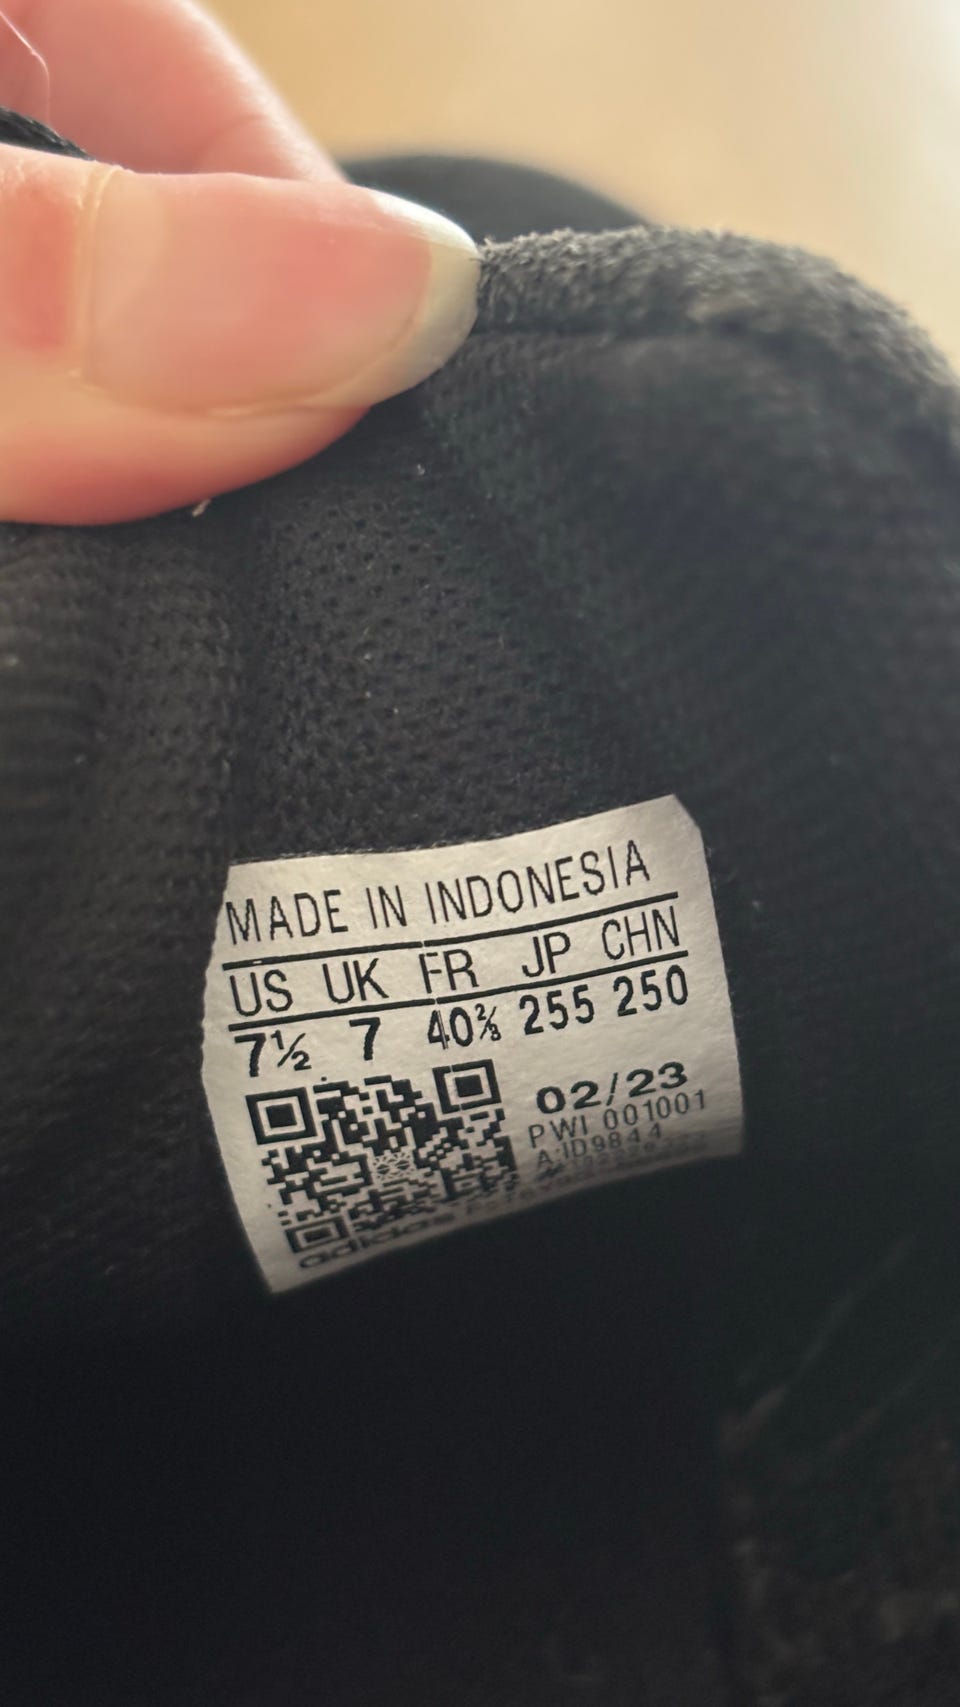 MADE IN INDONESIA
US UK FR JP CHN
7½ 7 40⅔ 255 250
02/23
PWI 001001
A:ID9844
adidas